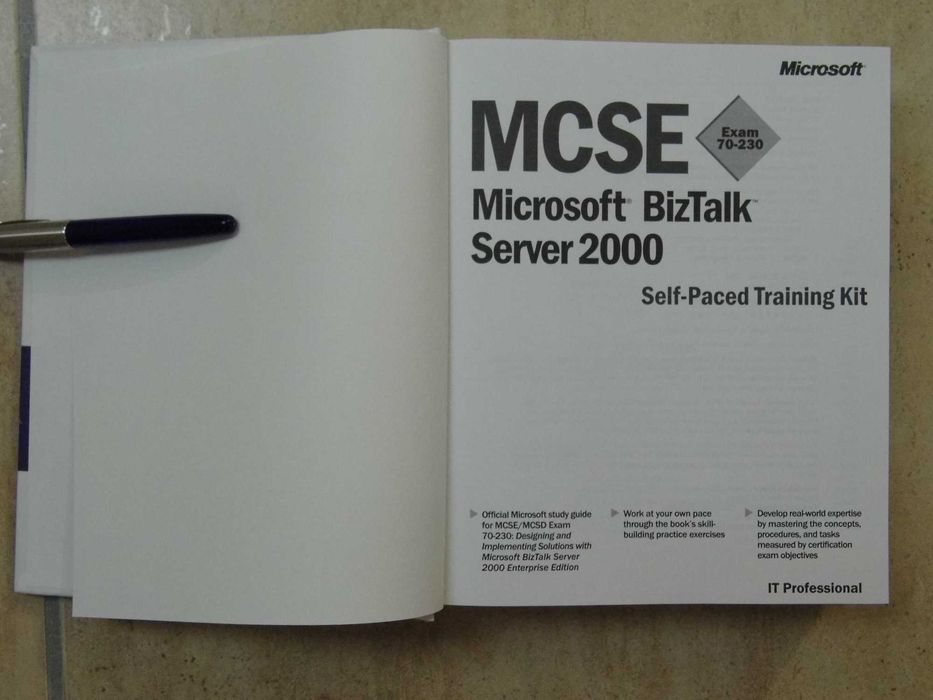 Microsoft
MCSE
Exam
70-230
Microsoft® BizTalk™
Server 2000
Self-Paced Training Kit
Official Microsoft study guide
for MCSE/MCSD Exam
70-230: Designing and
Implementing Solutions with
Microsoft BizTalk Server
2000 Enterprise Edition
Work at your own pace
through the book's skill-
building practice exercises
Develop real-world expertise
by mastering the concepts,
procedures, and tasks
measured by certification
exam objectives
IT Professional